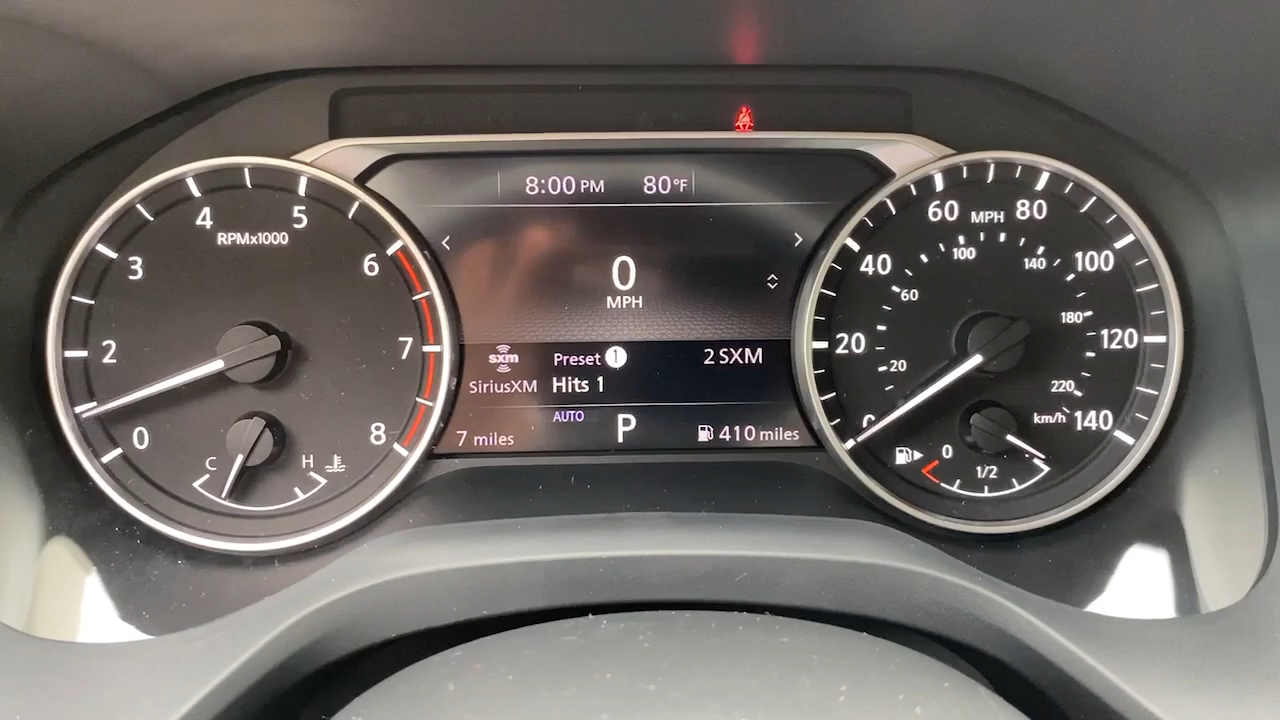 8:00 PM 80°F
0
MPH
sxm
SiriusXM
Preset 1 2 SXM
Hits 1
AUTO
7 miles P 410 miles
0 2 3 4 5 6 7 8
RPMx1000
C H
0 20 40 60 80 100 120 140
MPH
20 60 100 140 180 220
km/h
0 1/2